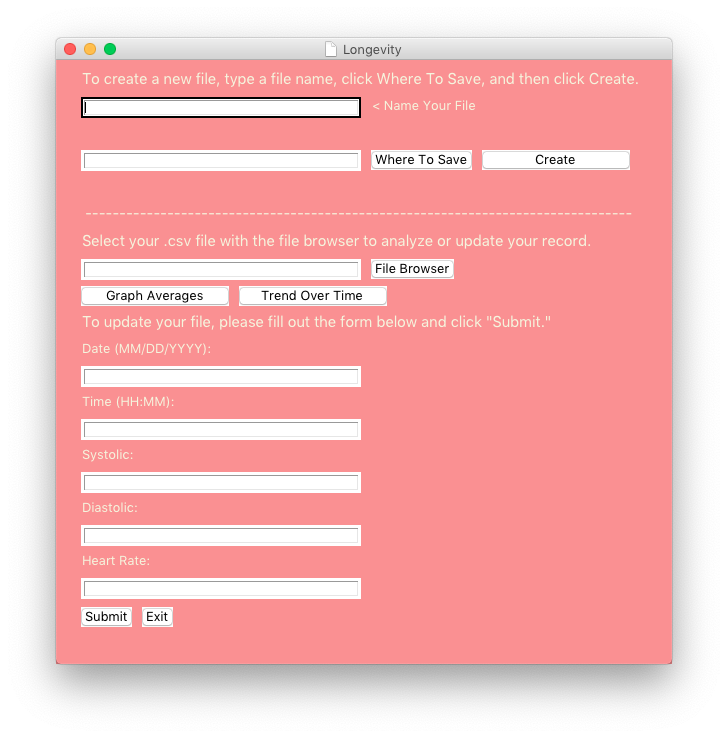 Longevity
To create a new file, type a file name, click Where To Save, and then click Create.
< Name Your File
Where To Save Create
--------------------------------------------------------------------------------
Select your .csv file with the file browser to analyze or update your record.
File Browser
Graph Averages Trend Over Time
To update your file, please fill out the form below and click "Submit."
Date (MM/DD/YYYY):
Time (HH:MM):
Systolic:
Diastolic:
Heart Rate:
Submit Exit